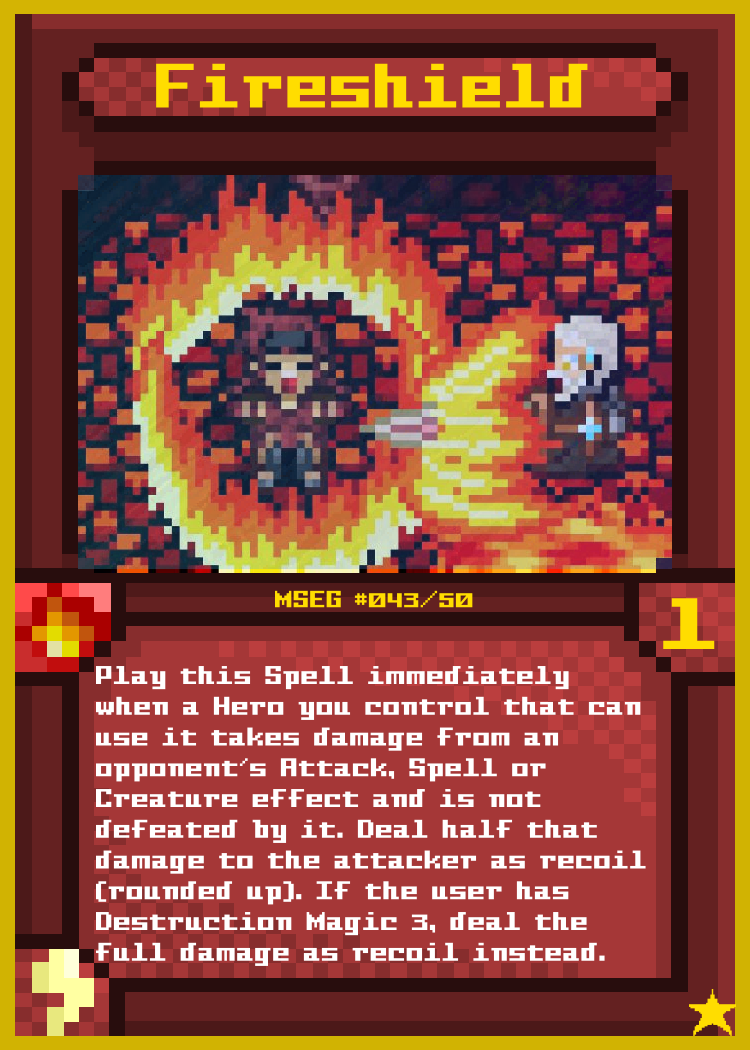 Fireshield
MSEG #043/50
1
Play this Spell immediately
when a Hero you control that can
use it takes damage from an
opponent's Attack, Spell or
Creature effect and is not
defeated by it. Deal half that
damage to the attacker as recoil
(rounded up). If the user has
Destruction Magic 3, deal the
full damage as recoil instead.